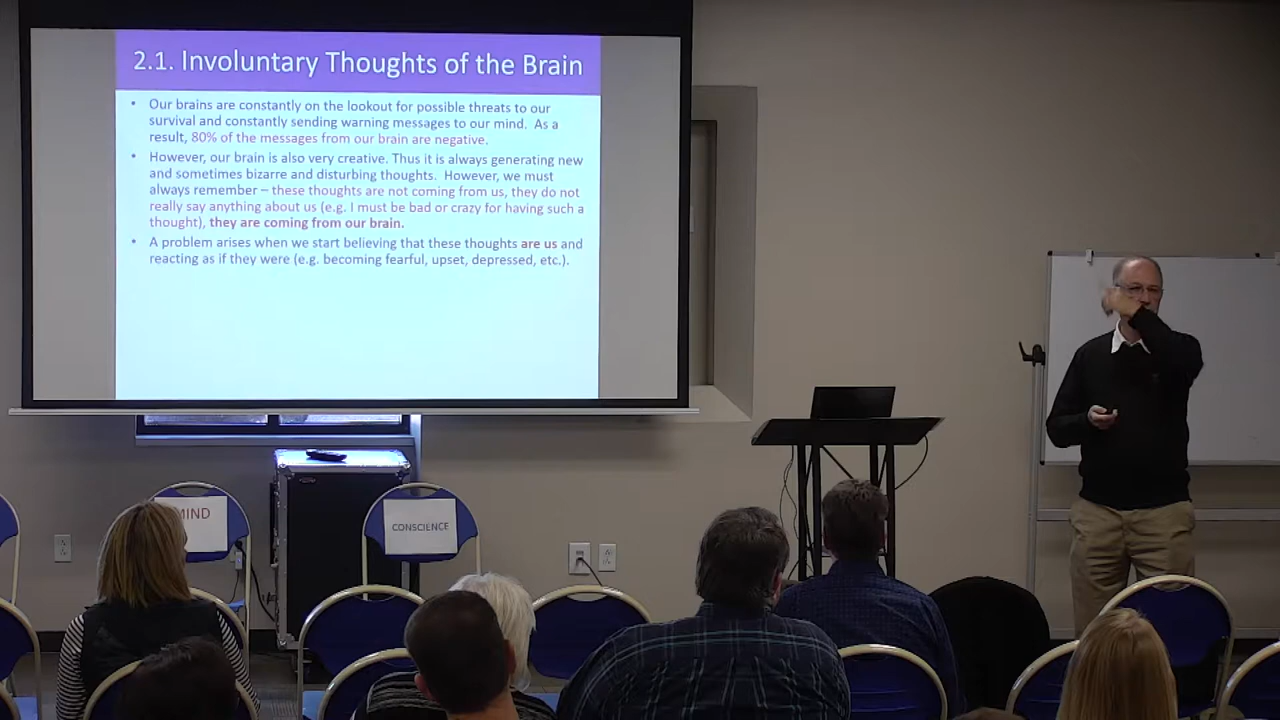 2.1. Involuntary Thoughts of the Brain
• Our brains are constantly on the lookout for possible threats to our
survival and constantly sending warning messages to our mind. As a
result, 80% of the messages from our brain are negative.
• However, our brain is also very creative. Thus it is always generating new
and sometimes bizarre and disturbing thoughts. However, we must
always remember – these thoughts are not coming from us, they do not
really say anything about us (e.g. I must be bad or crazy for having such a
thought), they are coming from our brain.
• A problem arises when we start believing that these thoughts are us and
reacting as if they were (e.g. becoming fearful, upset, depressed, etc.).
MIND
CONSCIENCE